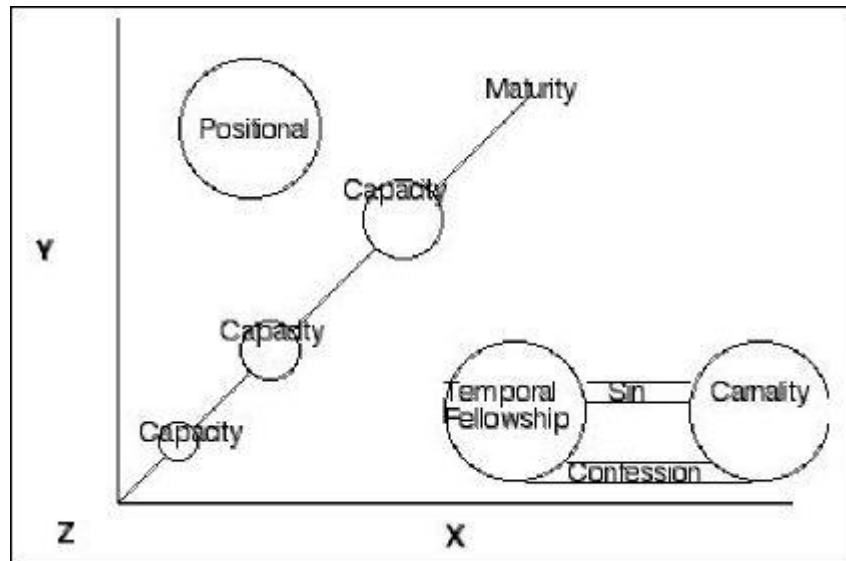 Maturity
Positional
Capacity
Y
Capacity
Temporal
Fellowship
Sin
Carnality
Capacity
Confession
Z
X